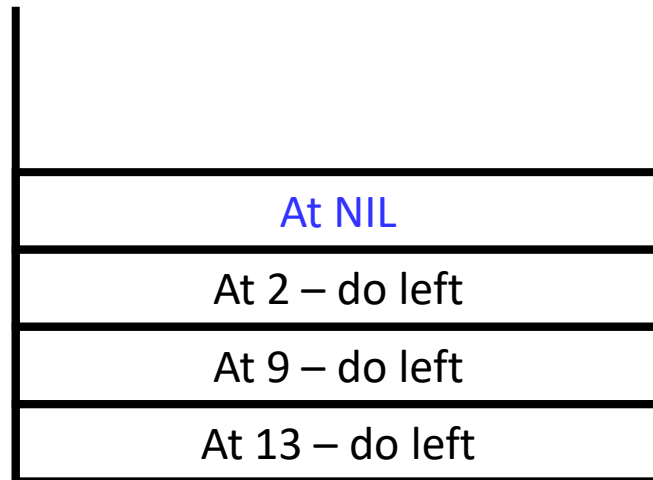 At NIL
At 2 – do left
At 9 – do left
At 13 – do left